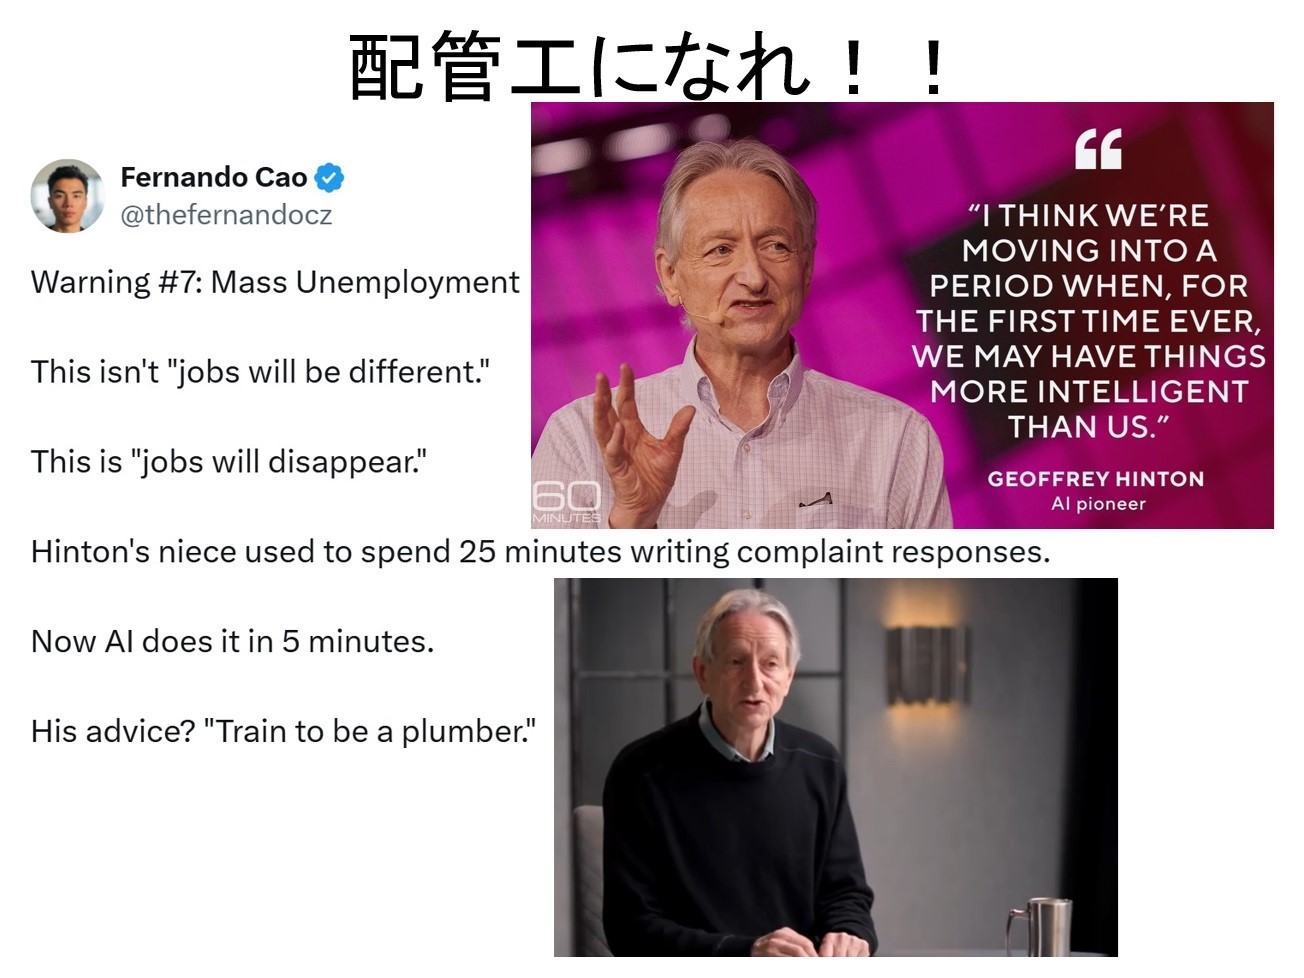 配管工になれ！！
Fernando Cao
@thefernandocz
Warning #7: Mass Unemployment
This isn't "jobs will be different."
This is "jobs will disappear."
“I THINK WE’RE
MOVING INTO A
PERIOD WHEN, FOR
THE FIRST TIME EVER,
WE MAY HAVE THINGS
MORE INTELLIGENT
THAN US.”
GEOFFREY HINTON
AI pioneer
60
MINUTES
Hinton's niece used to spend 25 minutes writing complaint responses.
Now AI does it in 5 minutes.
His advice? "Train to be a plumber."